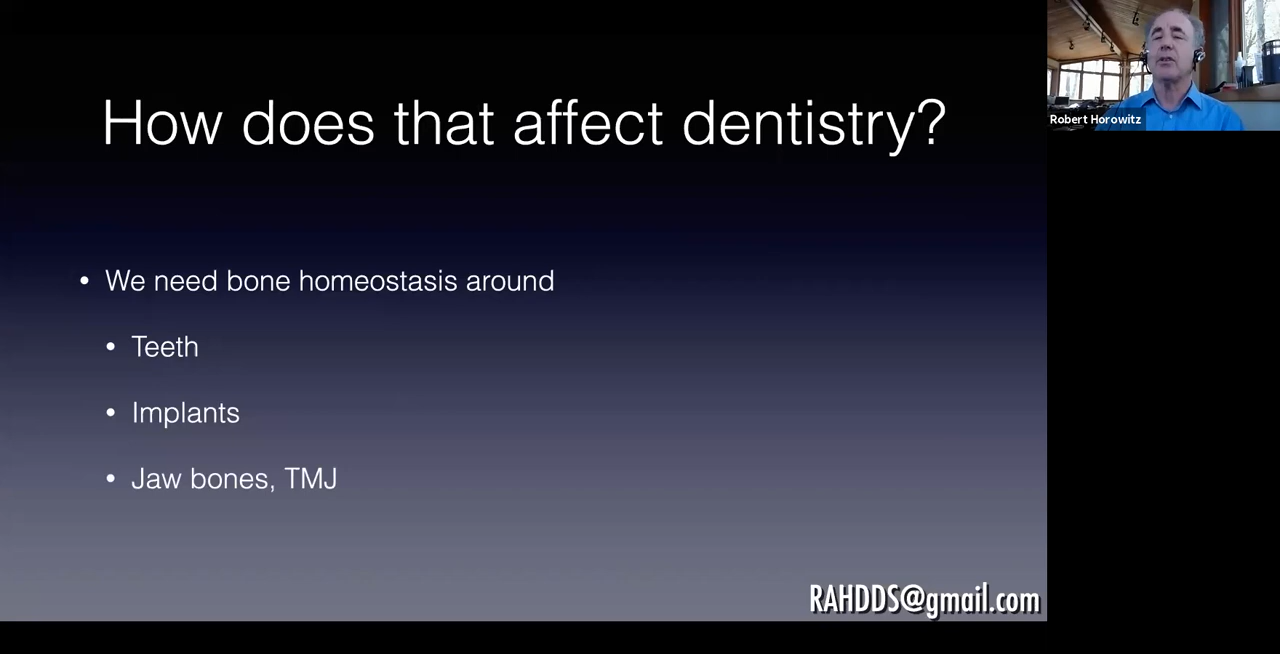 How does that affect dentistry?
• We need bone homeostasis around
• Teeth
• Implants
• Jaw bones, TMJ
RAHDDS@gmail.com
Robert Horowitz